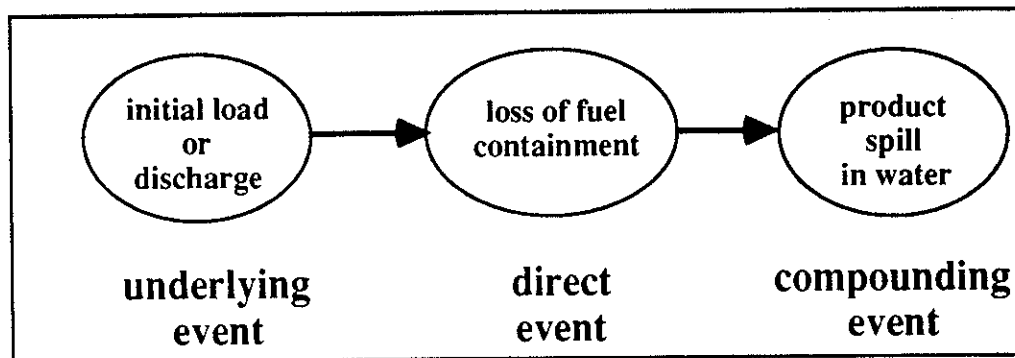 initial load
or
discharge
loss of fuel
containment
product
spill
in water
underlying
event
direct
event
compounding
event